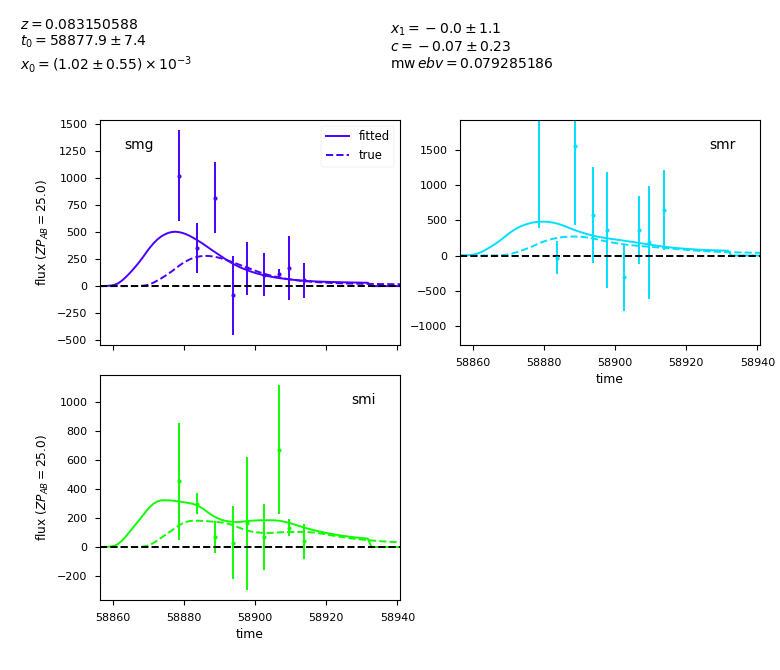 z = 0.083150588
t₀ = 58877.9 ± 7.4
x₀ = (1.02 ± 0.55) × 10⁻³
x₁ = −0.0 ± 1.1
c = −0.07 ± 0.23
mw ebv = 0.079285186
smg
fitted
true
1500
1250
1000
750
500
250
0
−250
−500
flux (ZP_AB = 25.0)
smr
1500
1000
500
0
−500
−1000
58860 58880 58900 58920 58940
time
smi
1000
800
600
400
200
0
−200
flux (ZP_AB = 25.0)
58860 58880 58900 58920 58940
time